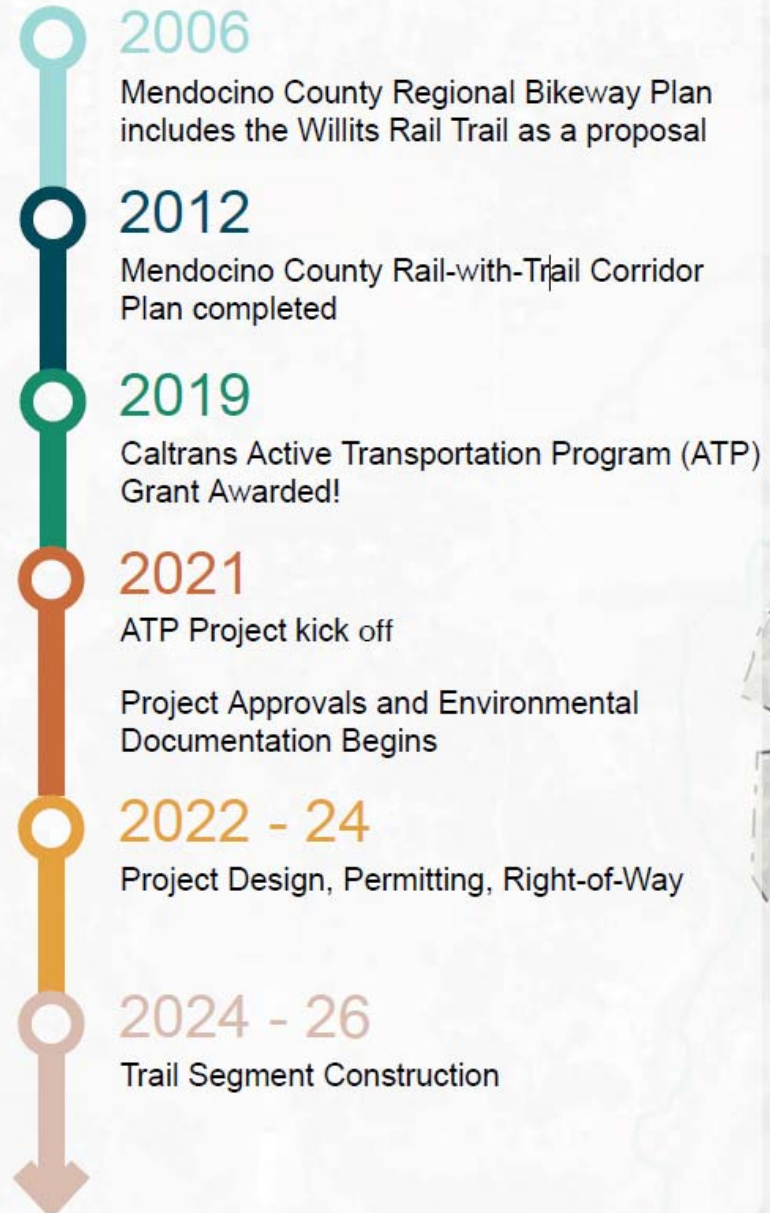 2006
Mendocino County Regional Bikeway Plan
includes the Willits Rail Trail as a proposal
2012
Mendocino County Rail-with-Trail Corridor
Plan completed
2019
Caltrans Active Transportation Program (ATP)
Grant Awarded!
2021
ATP Project kick off
Project Approvals and Environmental
Documentation Begins
2022 - 24
Project Design, Permitting, Right-of-Way
2024 - 26
Trail Segment Construction